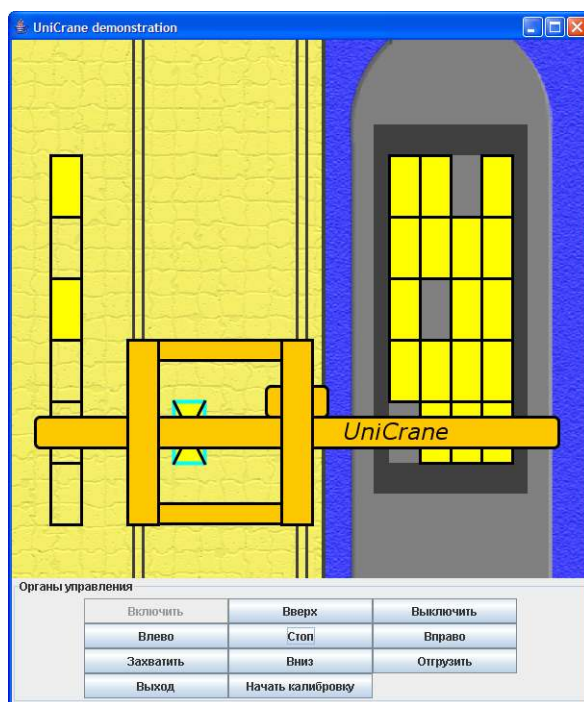 UniCrane demonstration
UniCrane
Органы управления
Включить Вверх Выключить
Влево Стоп Вправо
Захватить Вниз Отгрузить
Выход Начать калибровку